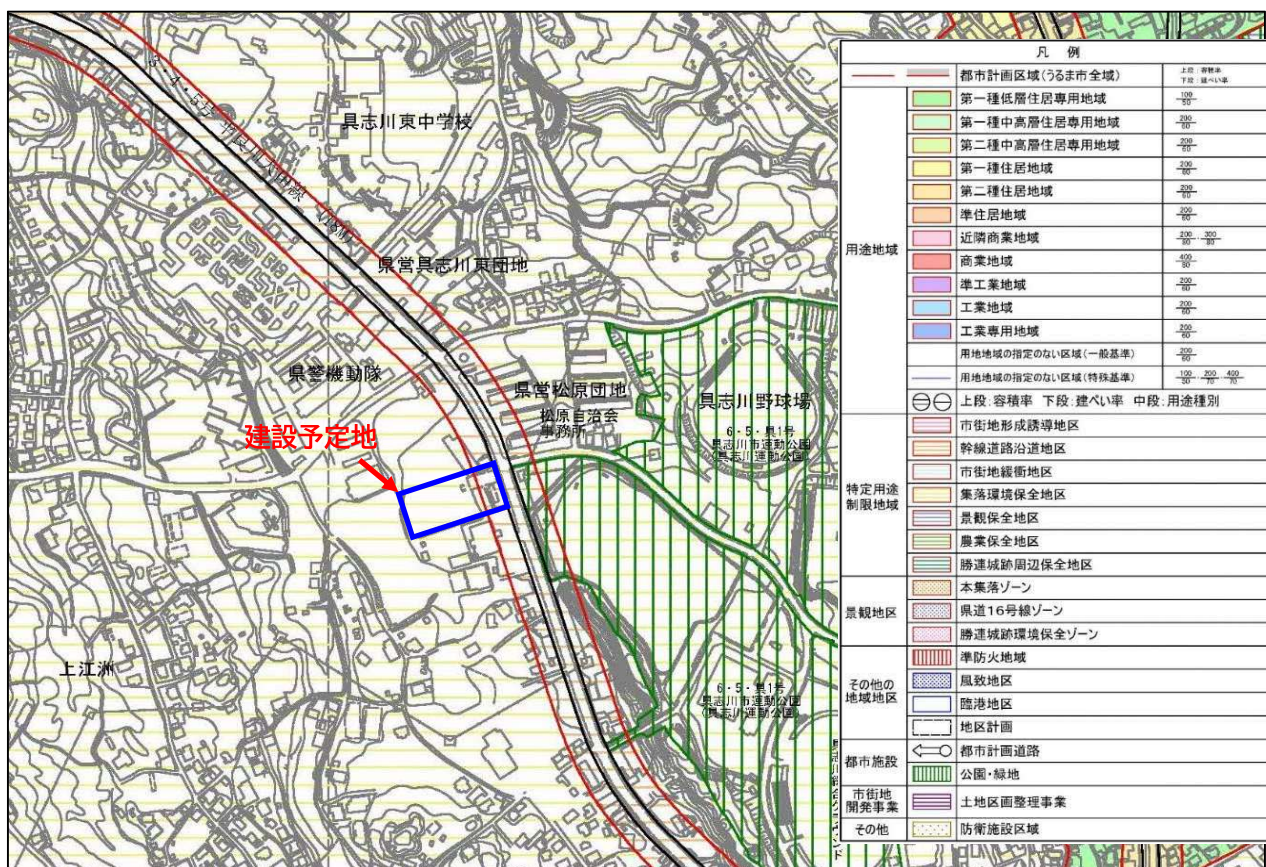 具志川東中学校
県営具志川東団地
県警機動隊
県営松原団地
松原自治会
事務所
具志川野球場
6・5・具1号
具志川市運動公園
(具志川運動公園)
建設予定地
上江洲
6・5・具1号
具志川市運動公園
(具志川運動公園)
凡 例
都市計画区域(うるま市全域)
上段:容積率
下段:建ぺい率
用途地域
第一種低層住居専用地域 100/50
第一種中高層住居専用地域 200/60
第二種中高層住居専用地域 200/60
第一種住居地域 200/60
第二種住居地域 200/60
準住居地域 200/60
近隣商業地域 200/80 300/80
商業地域 400/80
準工業地域 200/60
工業地域 200/60
工業専用地域 200/60
用途地域の指定のない区域(一般基準) 200/60
用途地域の指定のない区域(特殊基準) 100/50 200/70 400/70
上段:容積率 下段:建ぺい率 中段:用途種別
特定用途
制限地域
市街地形成誘導地区
幹線道路沿道地区
市街地緩衝地区
集落環境保全地区
景観保全地区
農業保全地区
勝連城跡周辺保全地区
景観地区
本集落ゾーン
県道16号線ゾーン
勝連城跡環境保全ゾーン
その他の
地域地区
準防火地域
風致地区
臨港地区
地区計画
都市施設
都市計画道路
公園・緑地
市街地
開発事業
土地区画整理事業
その他
防衛施設区域